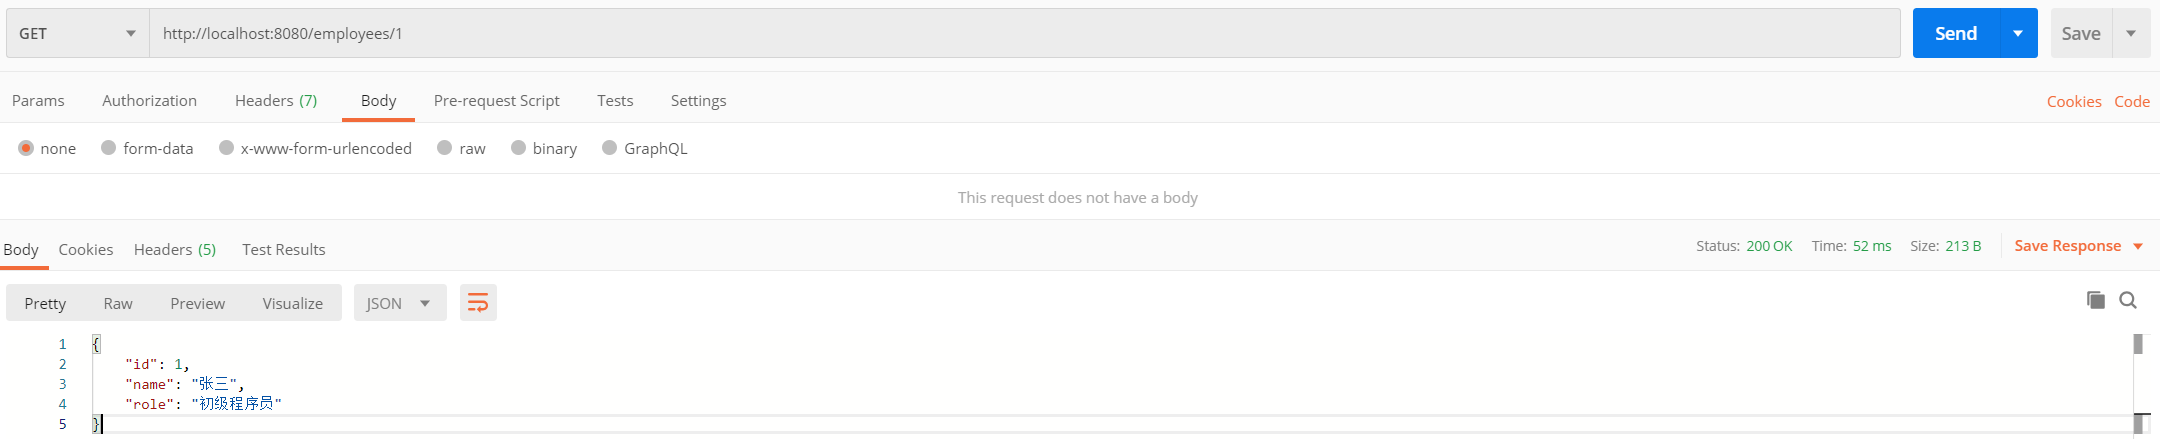 GET http://localhost:8080/employees/1 Send Save
Params Authorization Headers (7) Body Pre-request Script Tests Settings Cookies Code
none form-data x-www-form-urlencoded raw binary GraphQL
This request does not have a body
Body Cookies Headers (5) Test Results Status: 200 OK Time: 52 ms Size: 213 B Save Response
Pretty Raw Preview Visualize JSON
1 {
2 "id": 1,
3 "name": "张三",
4 "role": "初级程序员"
5 }